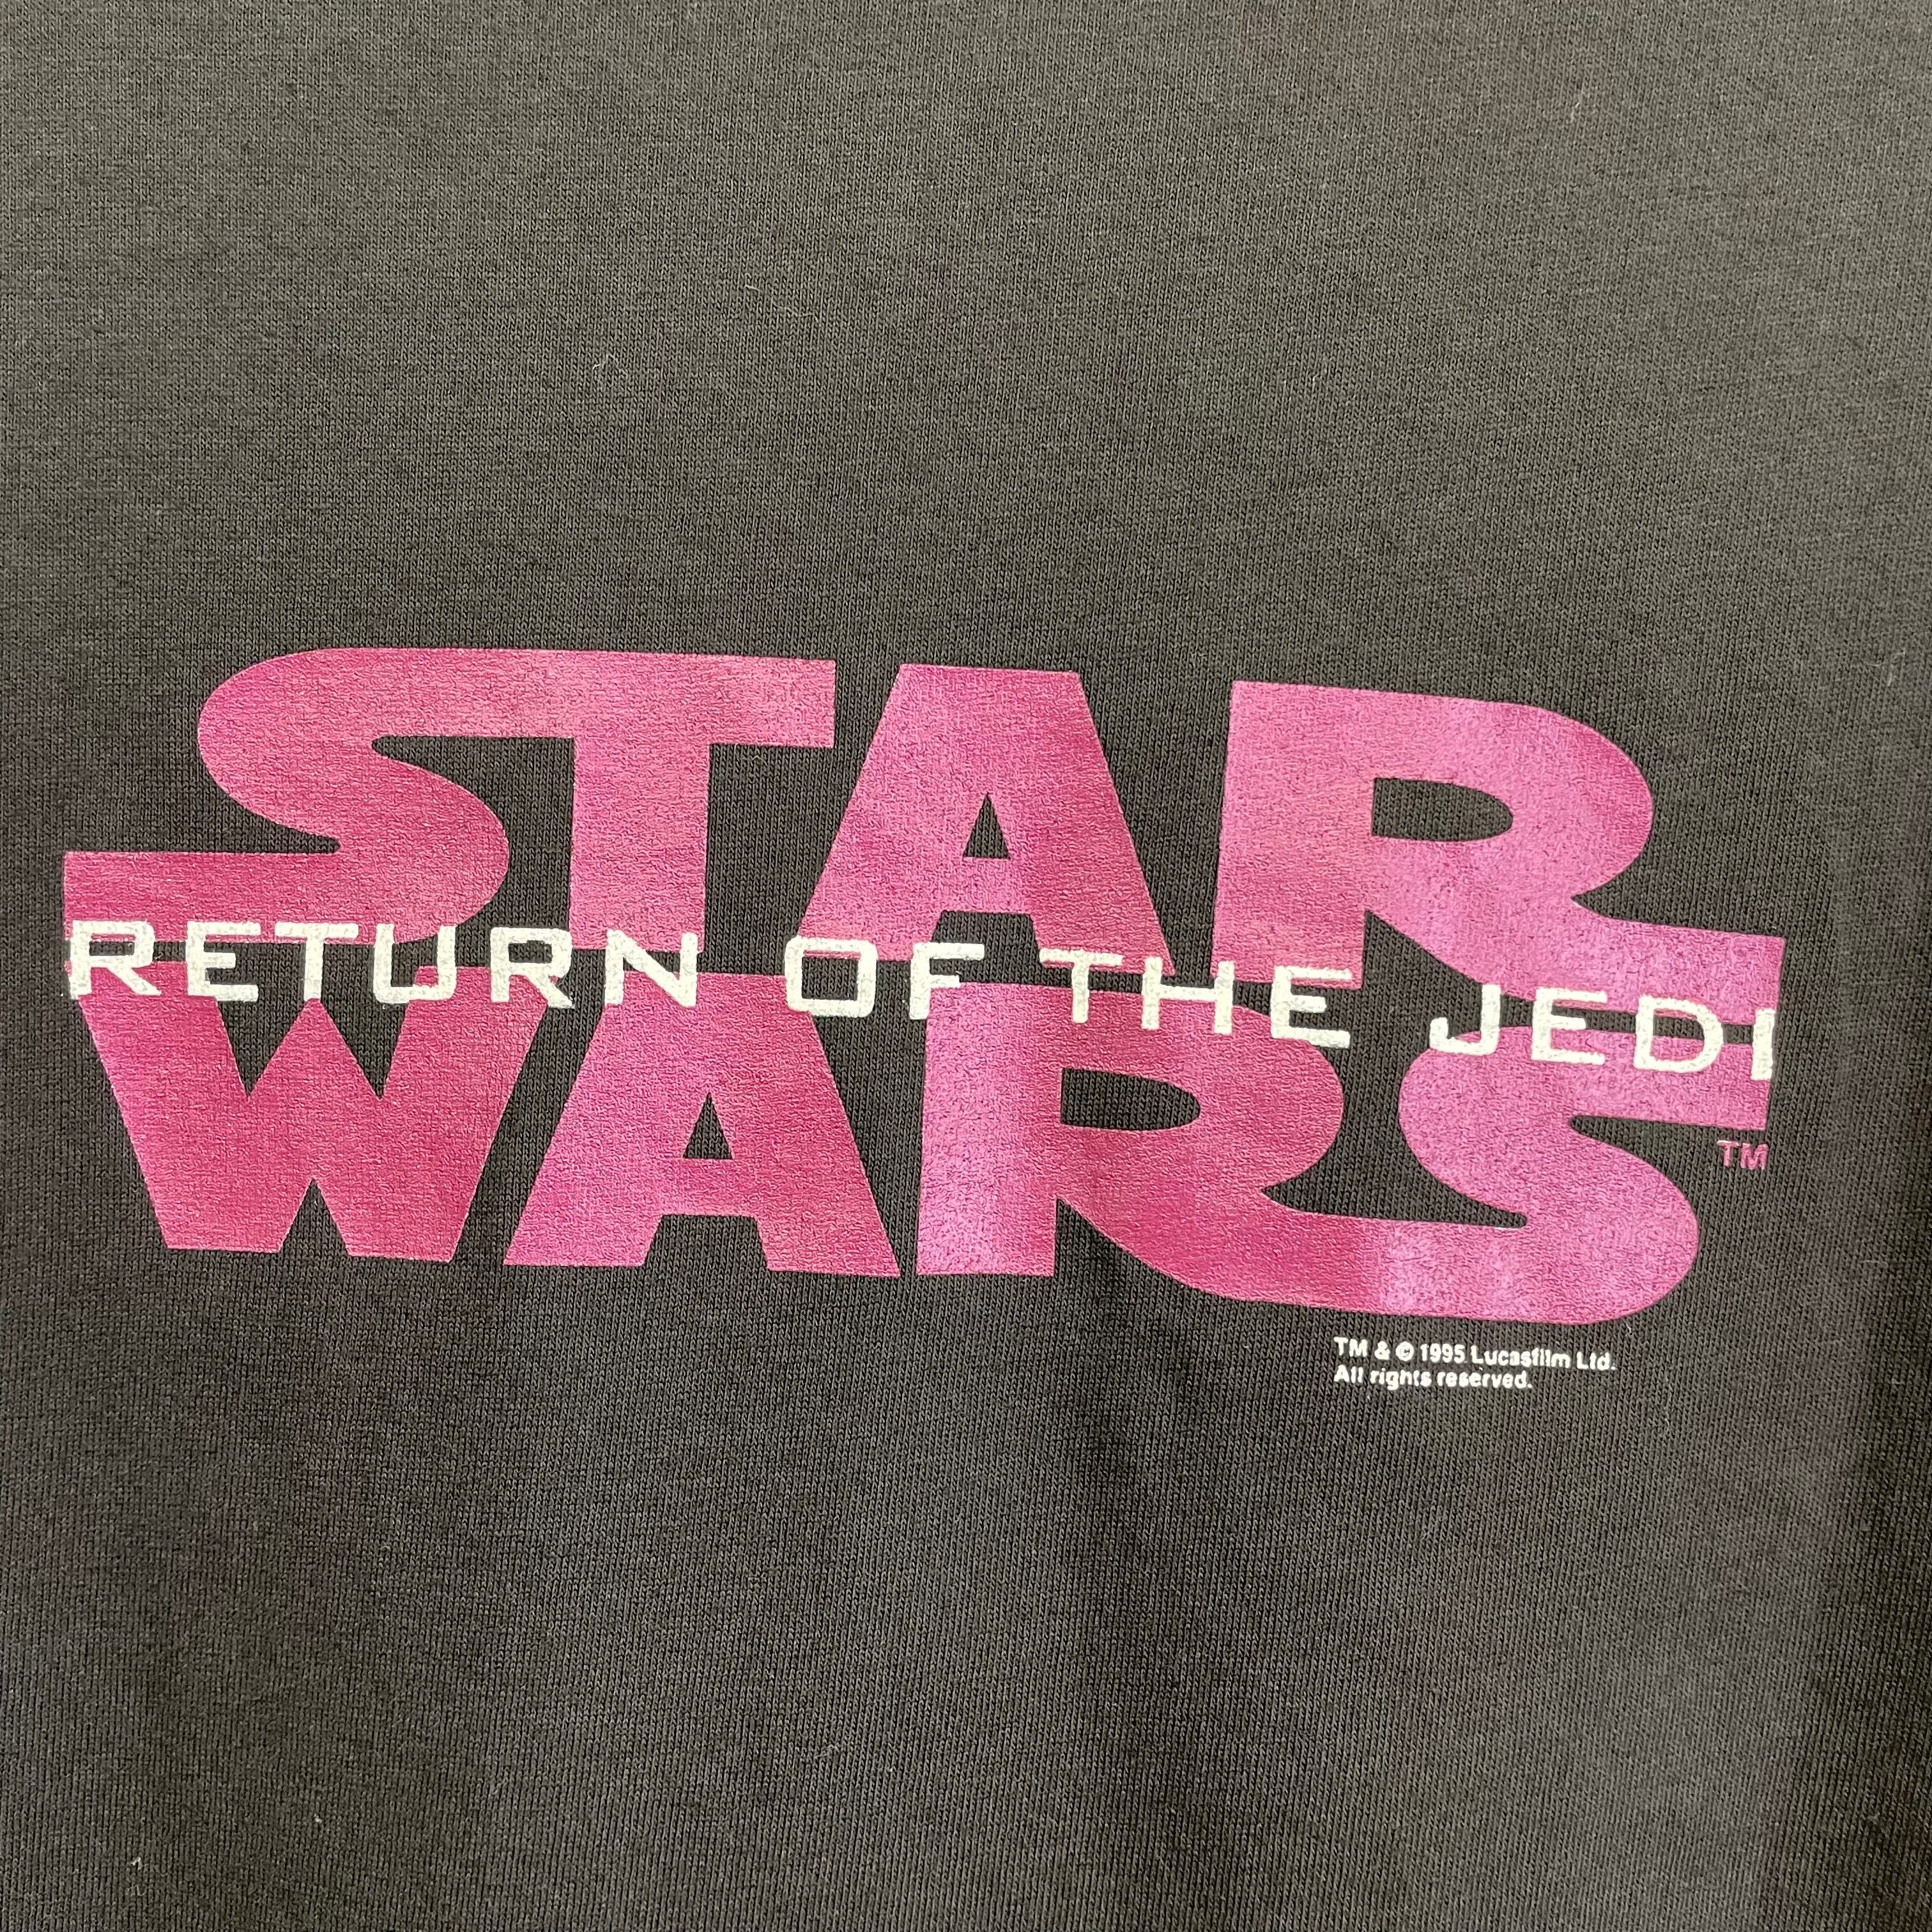 STAR
RETURN OF THE JEDI
WARS
TM
TM & © 1995 Lucasfilm Ltd.
All rights reserved.